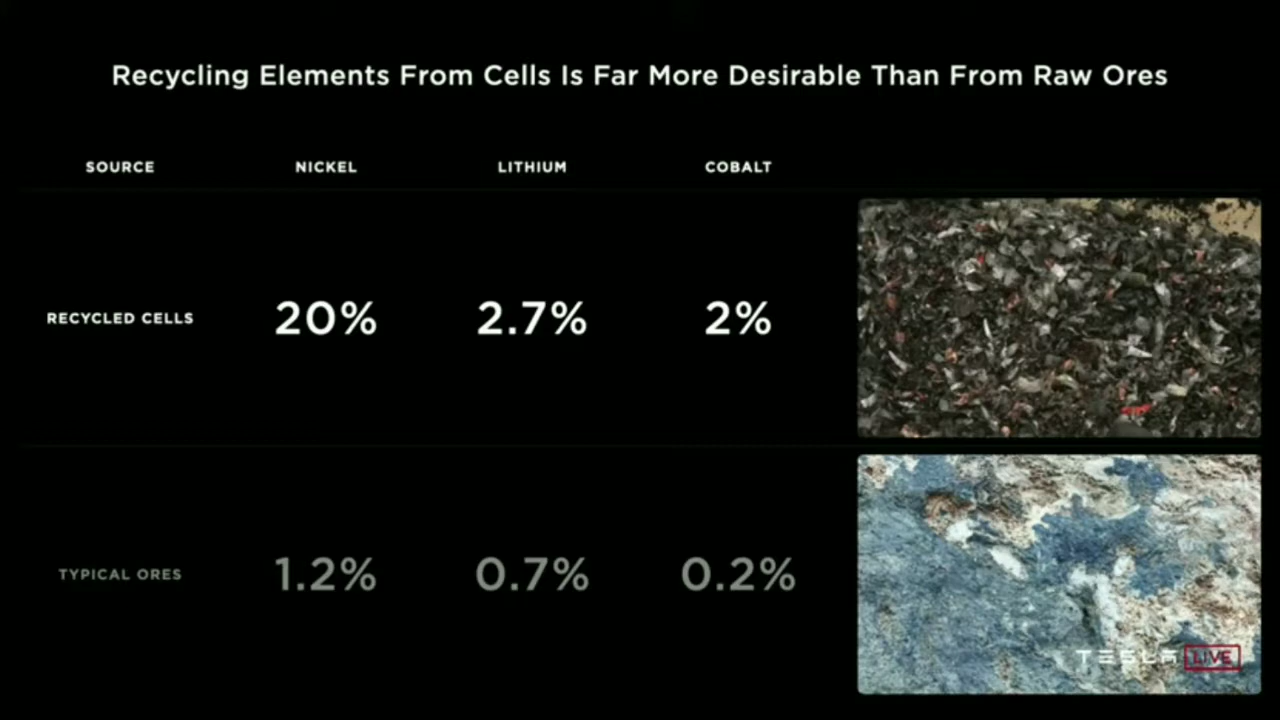 Recycling Elements From Cells Is Far More Desirable Than From Raw Ores
SOURCE NICKEL LITHIUM COBALT
RECYCLED CELLS 20% 2.7% 2%
TYPICAL ORES 1.2% 0.7% 0.2%
TESLA LIVE